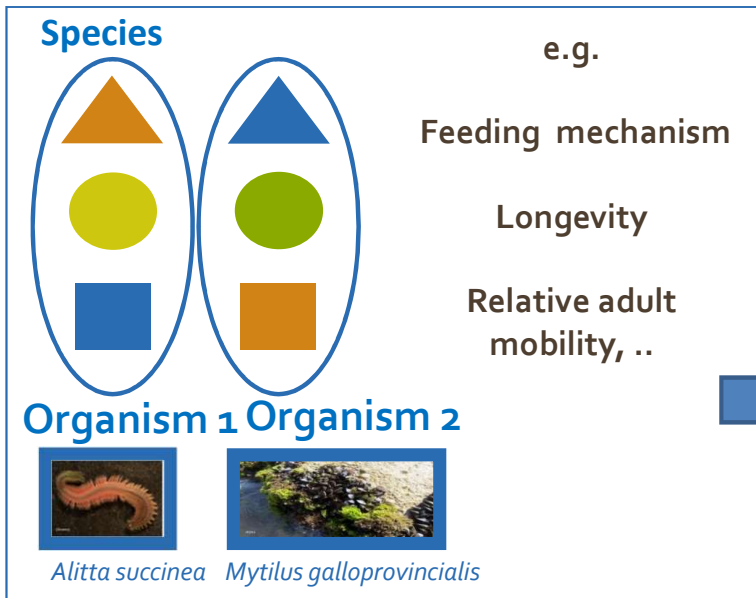 Species
e.g.
Feeding mechanism
Longevity
Relative adult
mobility, ..
Organism 1 Organism 2
Alitta succinea Mytilus galloprovincialis